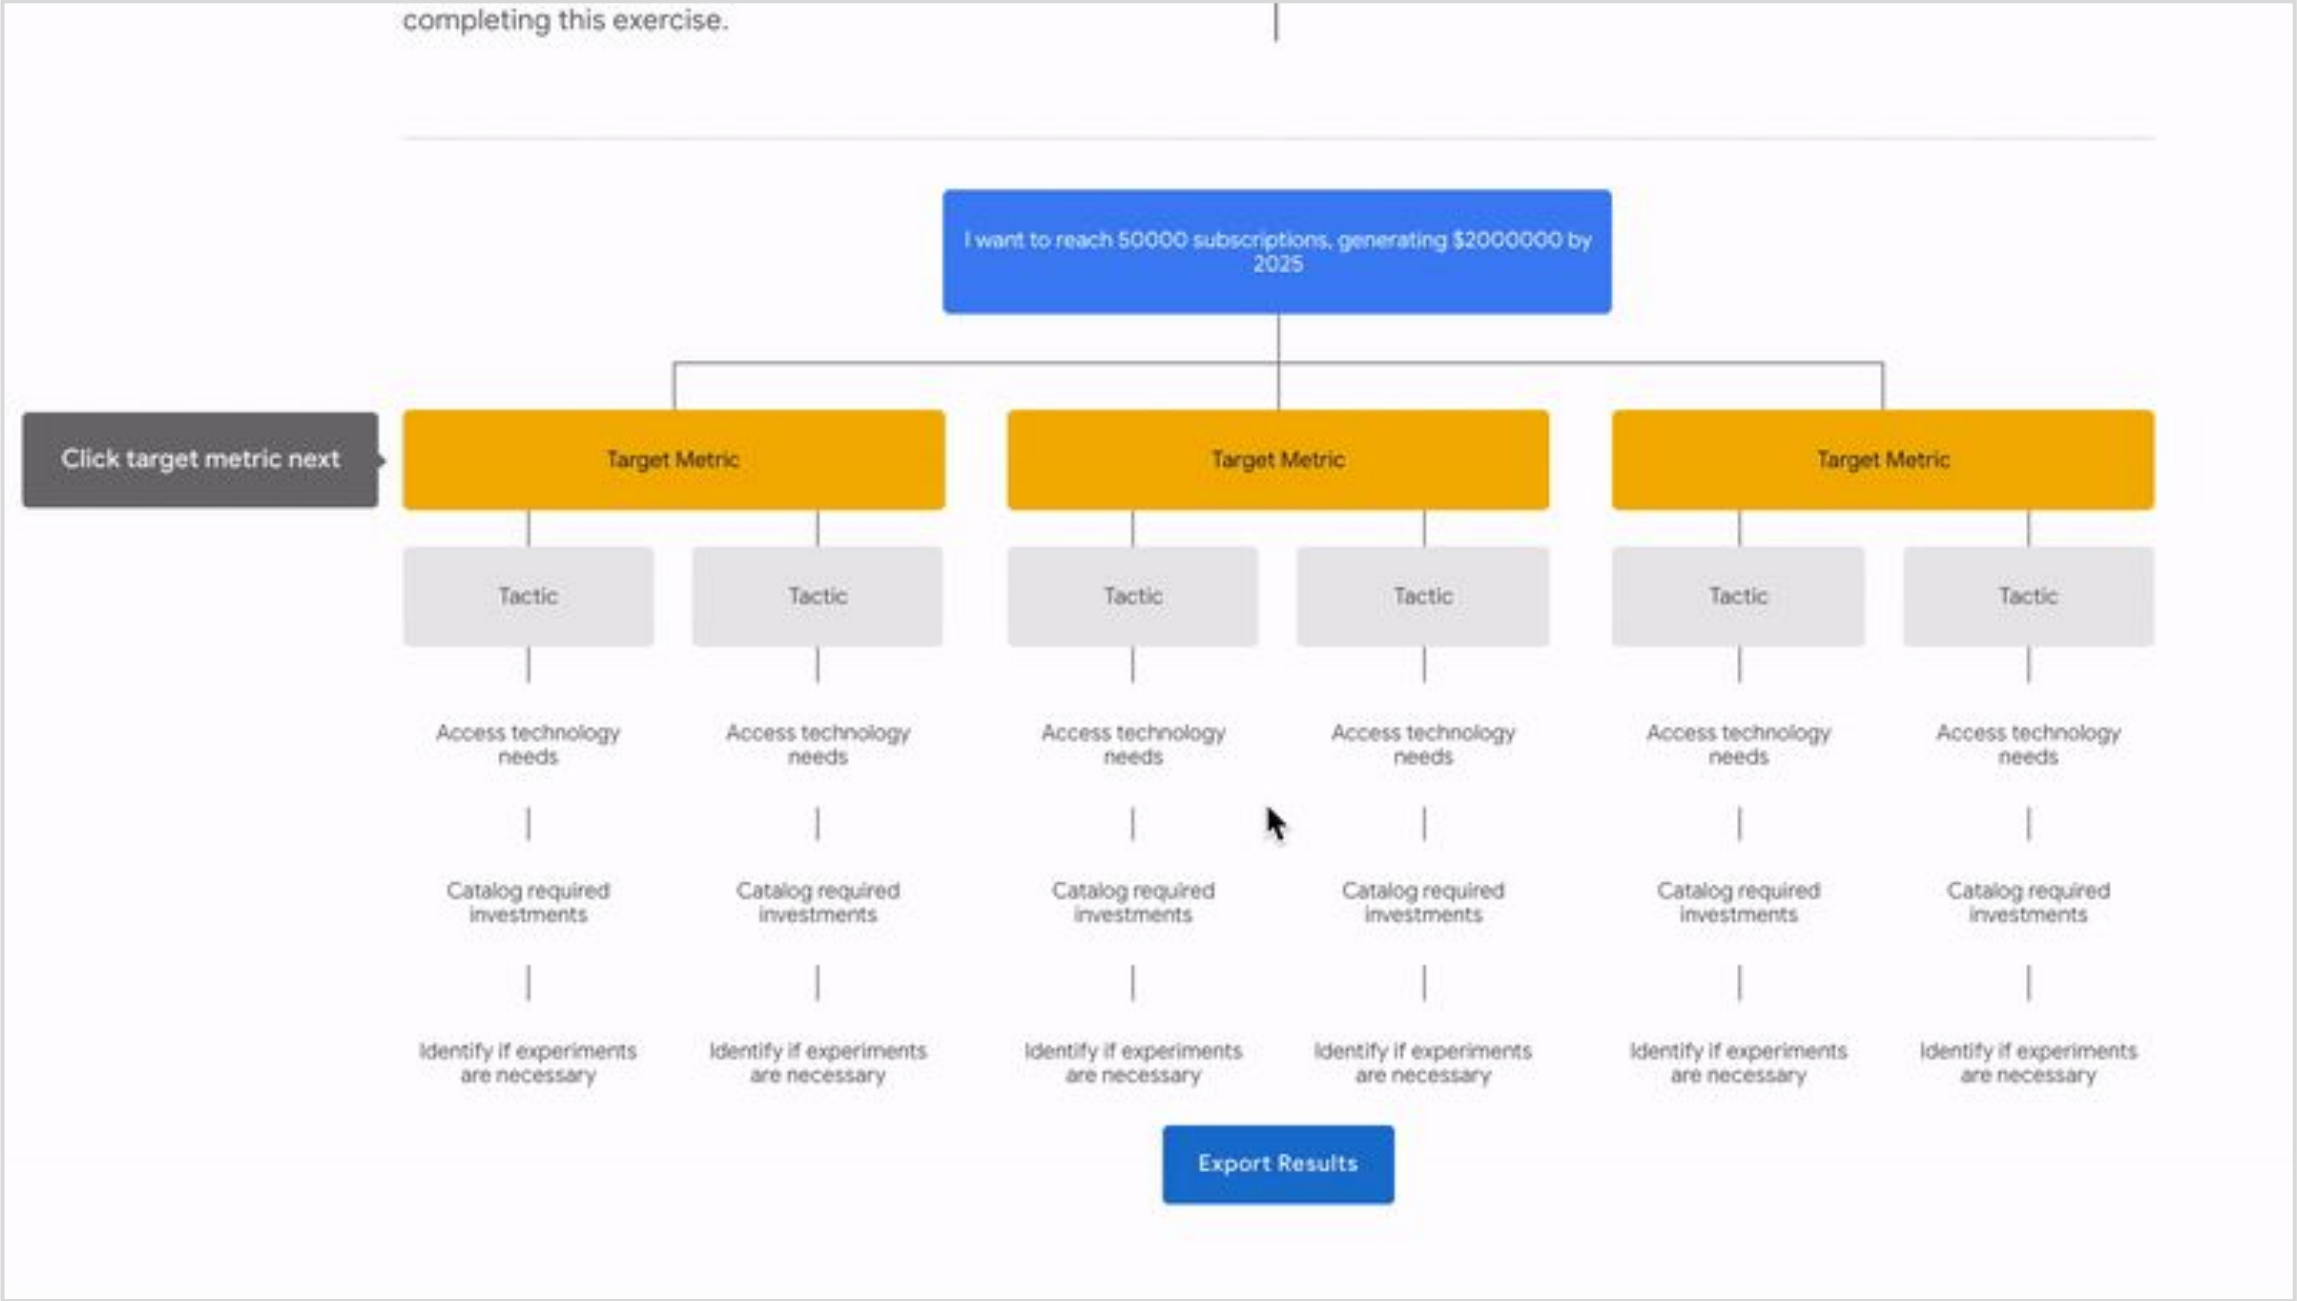 completing this exercise.
I want to reach 50000 subscriptions, generating $2000000 by
2025
Click target metric next
Target Metric
Target Metric
Target Metric
Tactic
Tactic
Tactic
Tactic
Tactic
Tactic
Access technology
needs
Access technology
needs
Access technology
needs
Access technology
needs
Access technology
needs
Access technology
needs
Catalog required
investments
Catalog required
investments
Catalog required
investments
Catalog required
investments
Catalog required
investments
Catalog required
investments
Identify if experiments
are necessary
Identify if experiments
are necessary
Identify if experiments
are necessary
Identify if experiments
are necessary
Identify if experiments
are necessary
Identify if experiments
are necessary
Export Results